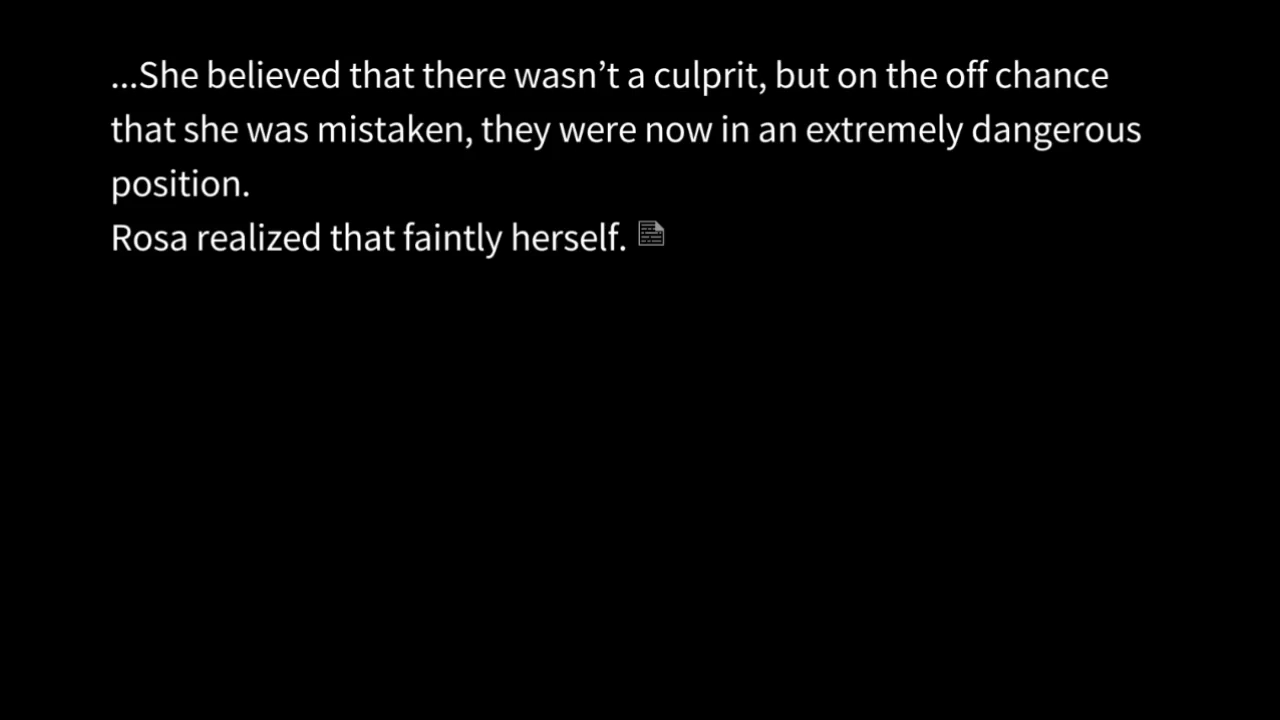 ...She believed that there wasn’t a culprit, but on the off chance
that she was mistaken, they were now in an extremely dangerous
position.
Rosa realized that faintly herself.